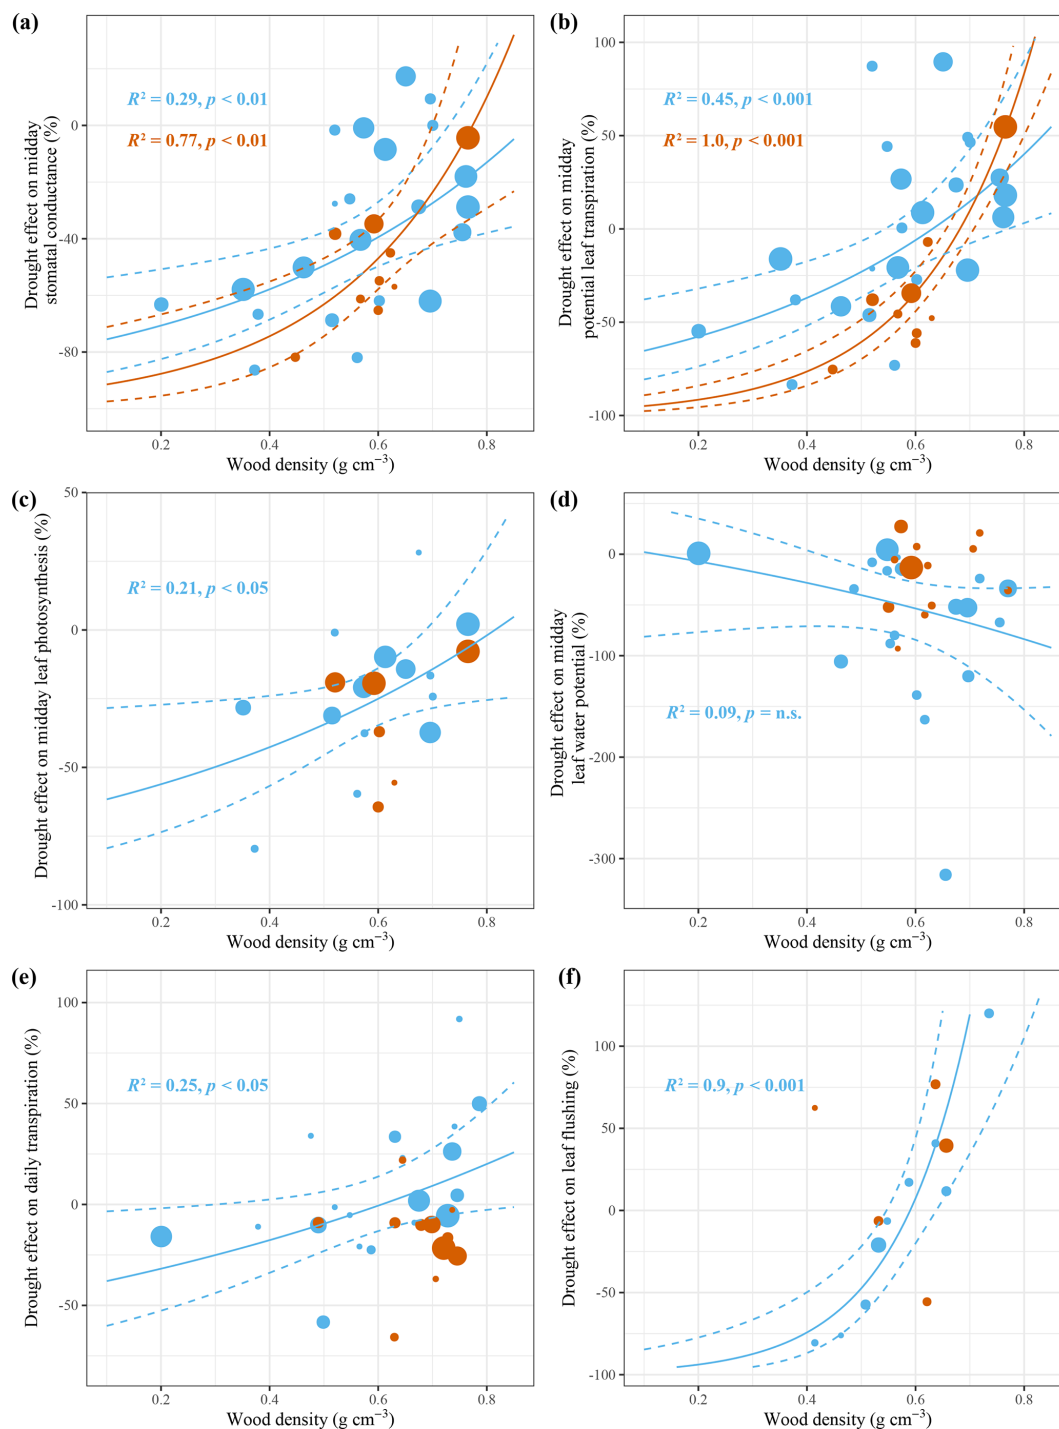 (a)
Drought effect on midday
stomatal conductance (%)
0
-40
-80
R² = 0.29, p < 0.01
R² = 0.77, p < 0.01
0.2 0.4 0.6 0.8
Wood density (g cm⁻³)
(b)
Drought effect on midday
potential leaf transpiration (%)
100
50
0
-50
-100
R² = 0.45, p < 0.001
R² = 1.0, p < 0.001
0.2 0.4 0.6 0.8
Wood density (g cm⁻³)
(c)
Drought effect on midday leaf photosynthesis (%)
50
0
-50
-100
R² = 0.21, p < 0.05
0.2 0.4 0.6 0.8
Wood density (g cm⁻³)
(d)
Drought effect on midday
leaf water potential (%)
0
-100
-200
-300
R² = 0.09, p = n.s.
0.2 0.4 0.6 0.8
Wood density (g cm⁻³)
(e)
Drought effect on daily transpiration (%)
100
50
0
-50
R² = 0.25, p < 0.05
0.2 0.4 0.6 0.8
Wood density (g cm⁻³)
(f)
Drought effect on leaf flushing (%)
100
50
0
-50
-100
R² = 0.9, p < 0.001
0.2 0.4 0.6 0.8
Wood density (g cm⁻³)